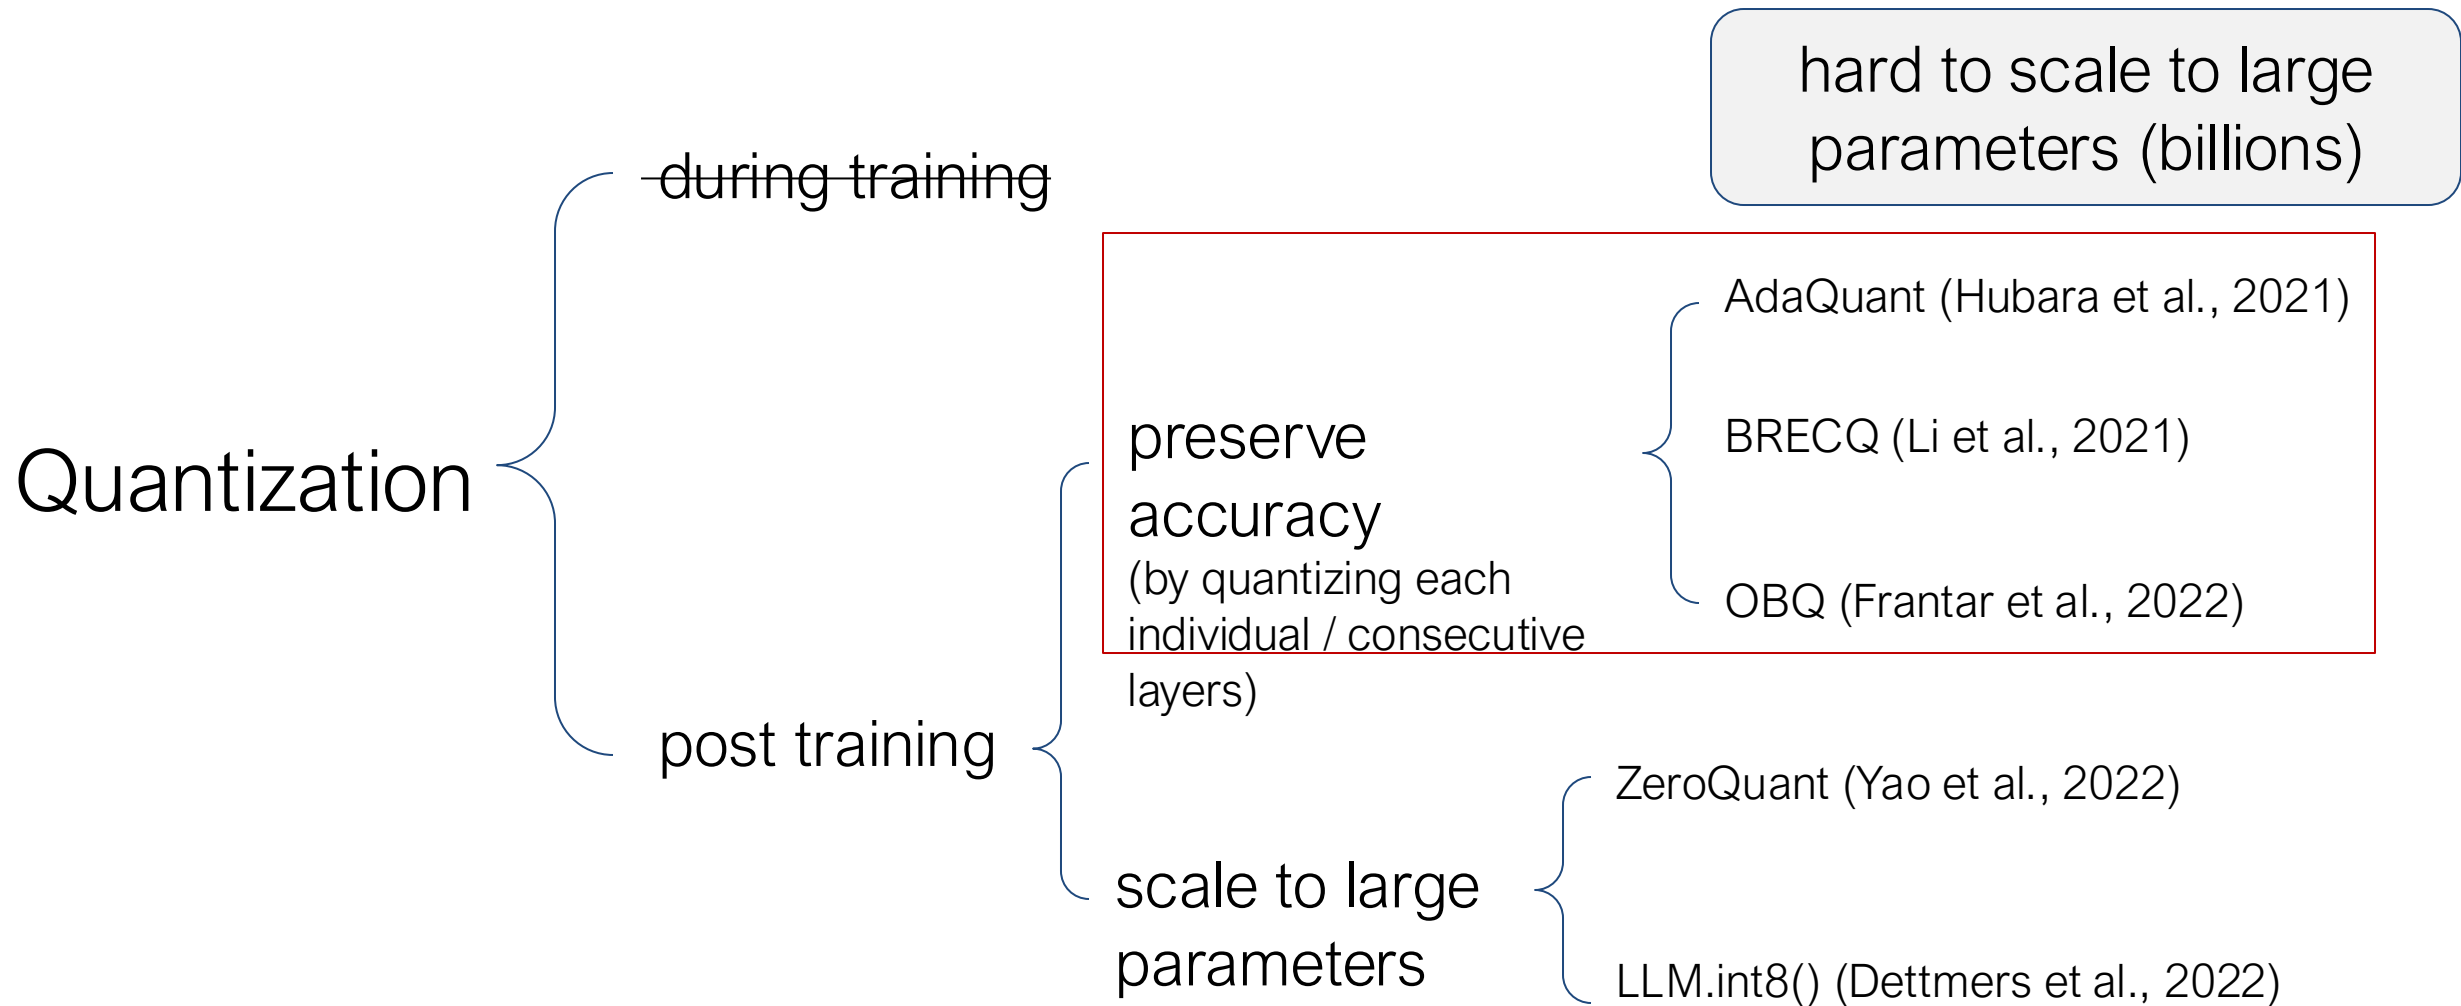 hard to scale to large
parameters (billions)
during training
AdaQuant (Hubara et al., 2021)
preserve
accuracy
(by quantizing each
individual / consecutive
layers)
BRECQ (Li et al., 2021)
Quantization
OBQ (Frantar et al., 2022)
post training
ZeroQuant (Yao et al., 2022)
scale to large
parameters
LLM.int8() (Dettmers et al., 2022)